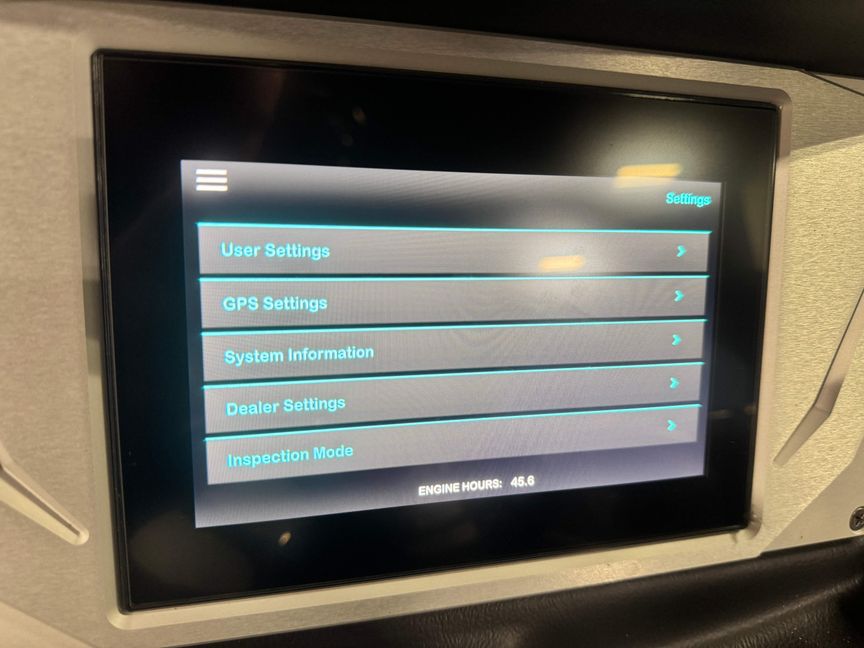 Settings
User Settings
GPS Settings
System Information
Dealer Settings
Inspection Mode
ENGINE HOURS: 45.6